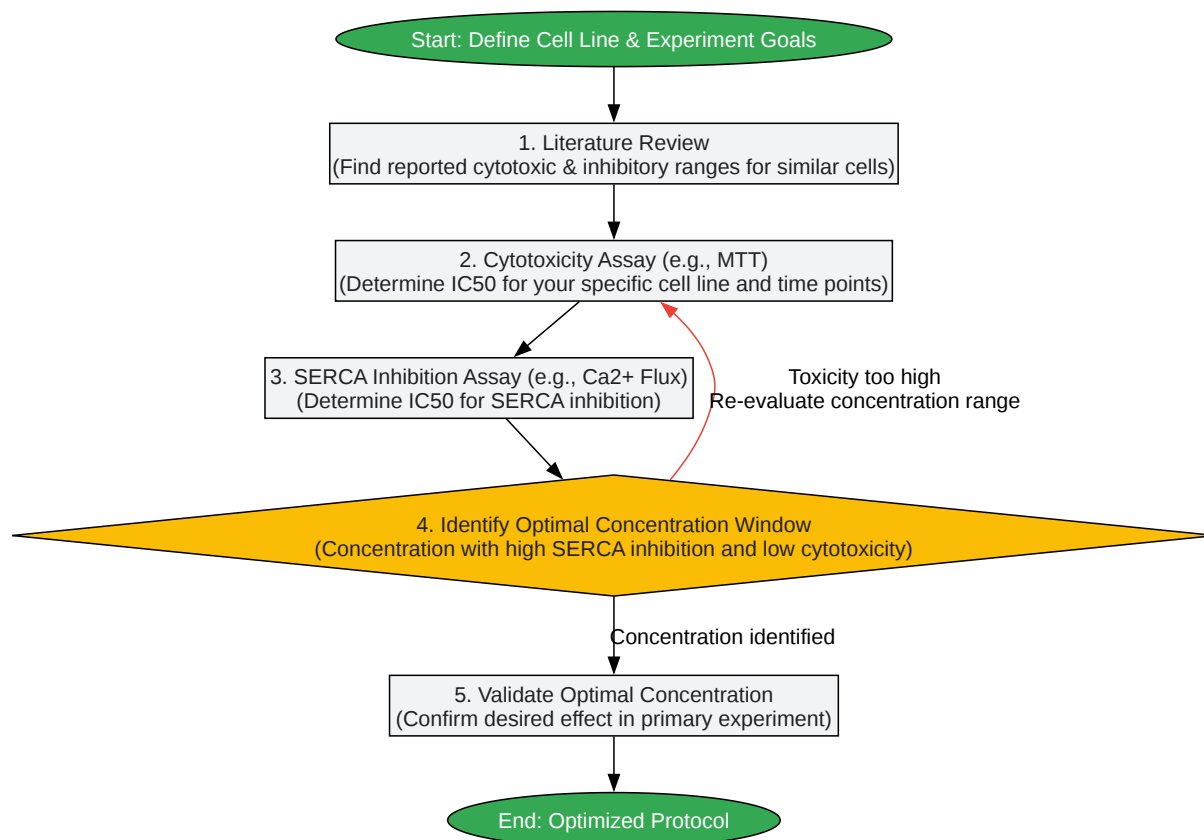 Start: Define Cell Line & Experiment Goals
1. Literature Review
(Find reported cytotoxic & inhibitory ranges for similar cells)
2. Cytotoxicity Assay (e.g., MTT)
(Determine IC50 for your specific cell line and time points)
3. SERCA Inhibition Assay (e.g., Ca2+ Flux)
(Determine IC50 for SERCA inhibition)
Toxicity too high
Re-evaluate concentration range
4. Identify Optimal Concentration Window
(Concentration with high SERCA inhibition and low cytotoxicity)
Concentration identified
5. Validate Optimal Concentration
(Confirm desired effect in primary experiment)
End: Optimized Protocol